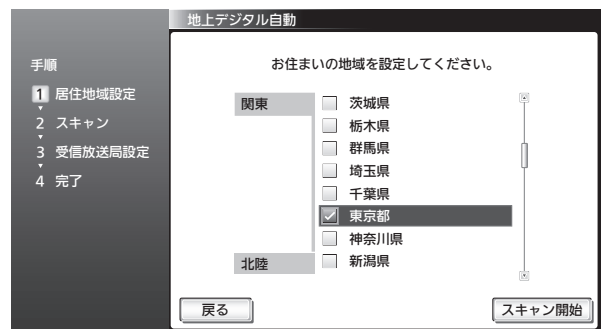 地上デジタル自動
手順
1 居住地域設定
2 スキャン
3 受信放送局設定
4 完了
お住まいの地域を設定してください。
関東
茨城県
栃木県
群馬県
埼玉県
千葉県
東京都
神奈川県
北陸
新潟県
戻る
スキャン開始